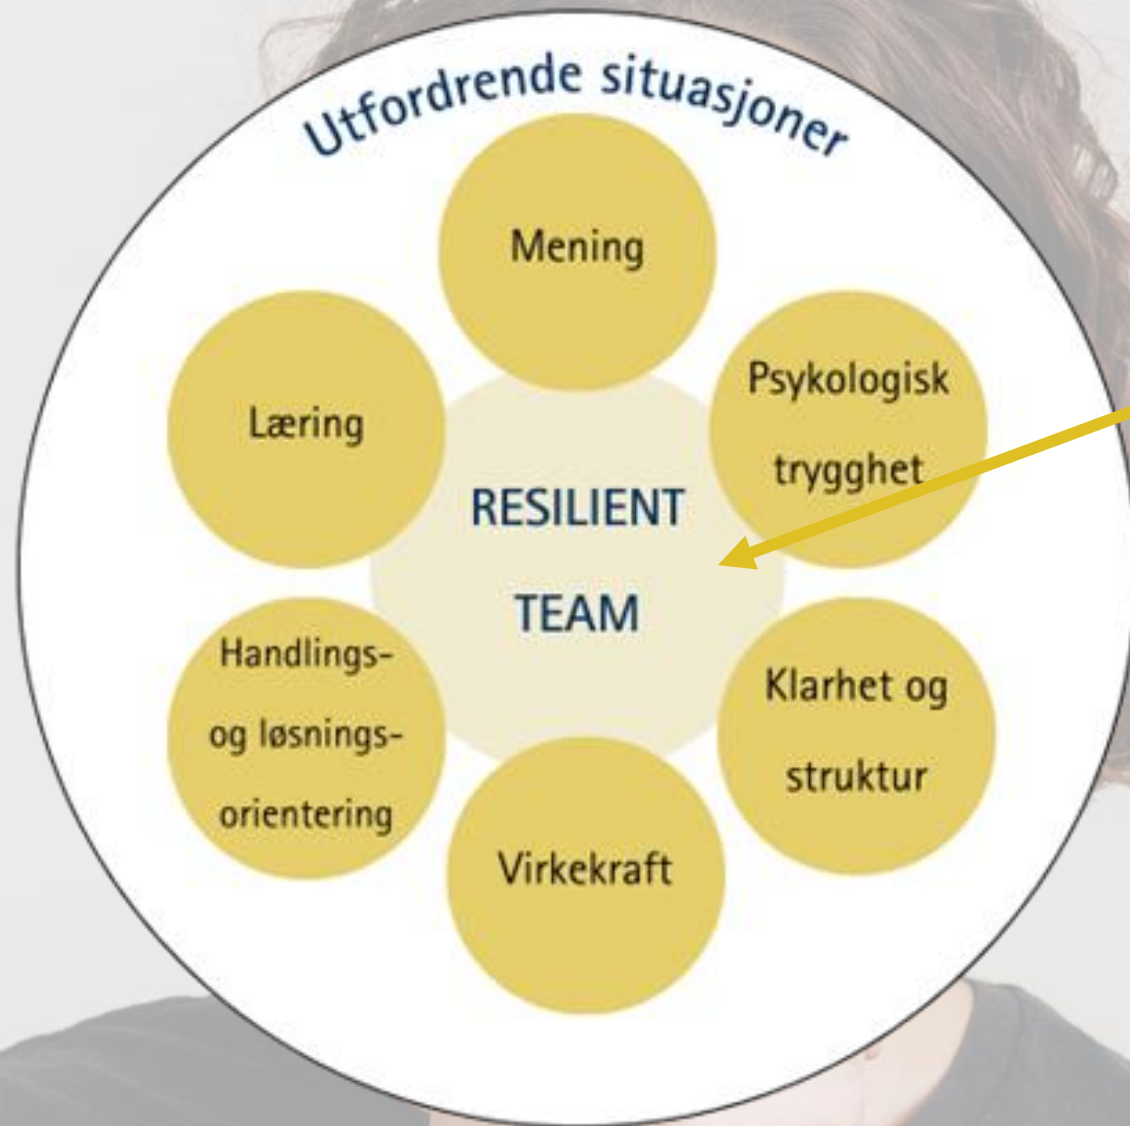 Utfordrende situasjoner
Mening
Psykologisk
trygghet
Læring
RESILIENT
TEAM
Handlings-
og løsnings-
orientering
Klarhet og
struktur
Virkekraft